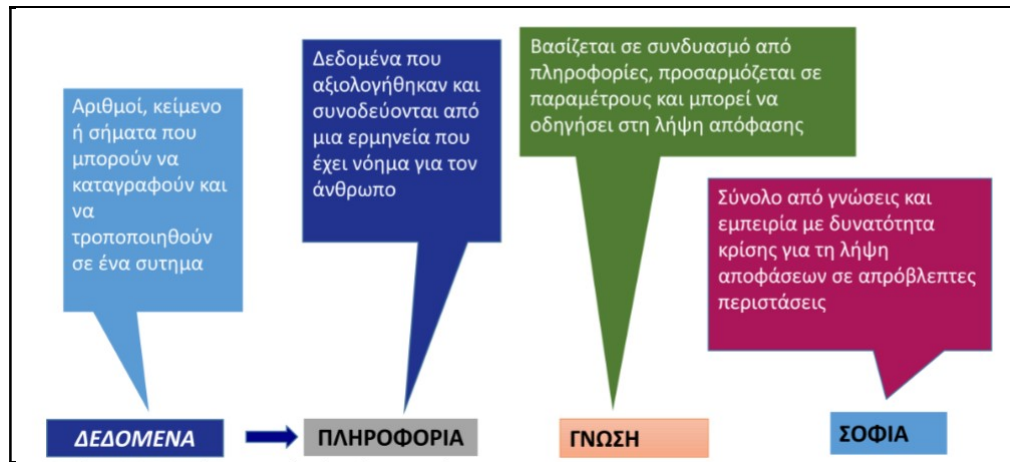 Αριθμοί, κείμενο
ή σήματα που
μπορούν να
καταγραφούν και
να
τροποποιηθούν
σε ένα συτημα
Δεδομένα που
αξιολογήθηκαν και
συνοδεύονται από
μια ερμηνεία που
έχει νόημα για τον
άνθρωπο
Βασίζεται σε συνδυασμό από
πληροφορίες, προσαρμόζεται σε
παραμέτρους και μπορεί να
οδηγήσει στη λήψη απόφασης
Σύνολο από γνώσεις και
εμπειρία με δυνατότητα
κρίσης για τη λήψη
αποφάσεων σε απρόβλεπτες
περιστάσεις
ΔΕΔΟΜΕΝΑ
ΠΛΗΡΟΦΟΡΙΑ
ΓΝΩΣΗ
ΣΟΦΙΑ